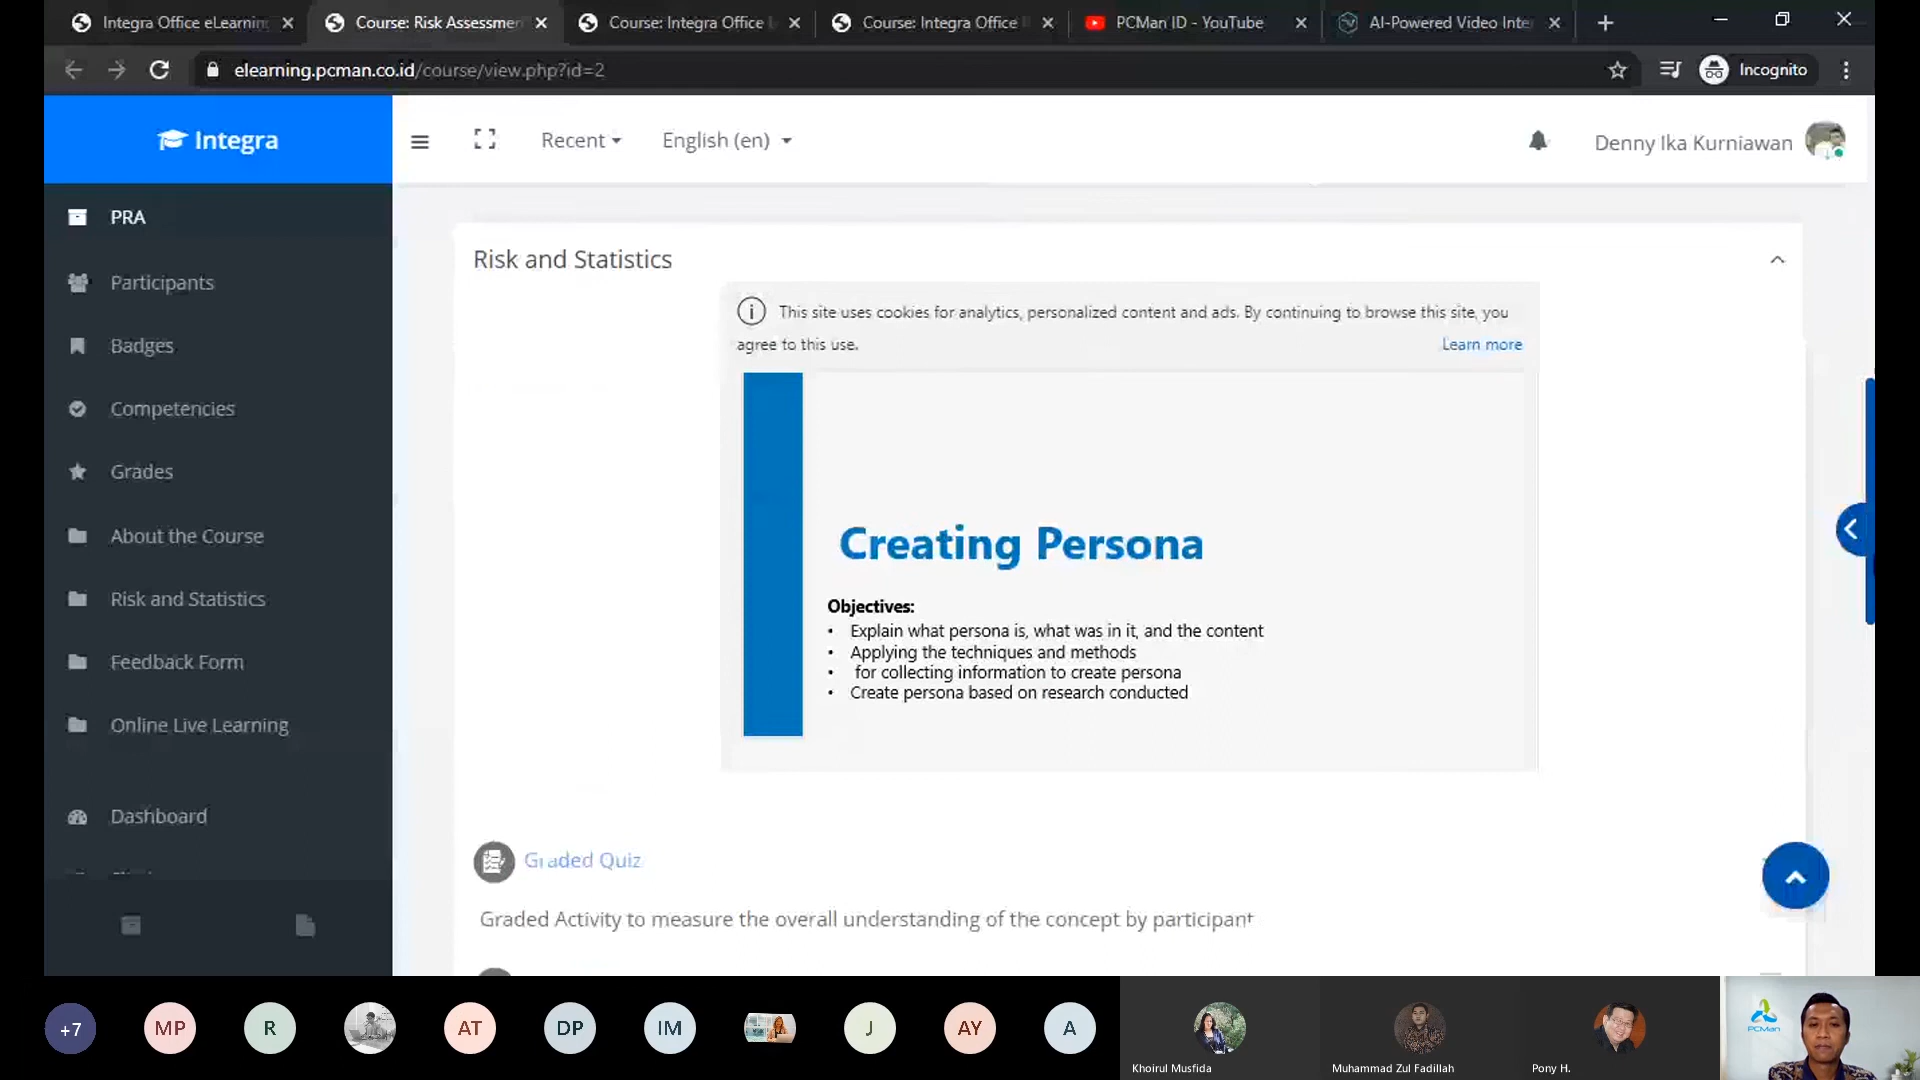 Integra Office eLearnin
Course: Risk Assessmen
Course: Integra Office
Course: Integra Office
PCMan ID - YouTube
AI-Powered Video Inte
elearning.pcman.co.id/course/view.php?id=2
Incognito
Integra
Recent
English (en)
Denny Ika Kurniawan
PRA
Participants
Badges
Competencies
Grades
About the Course
Risk and Statistics
Feedback Form
Online Live Learning
Dashboard
Risk and Statistics
This site uses cookies for analytics, personalized content and ads. By continuing to browse this site, you
agree to this use.
Learn more
Creating Persona
Objectives:
• Explain what persona is, what was in it, and the content
• Applying the techniques and methods
• for collecting information to create persona
• Create persona based on research conducted
Graded Quiz
Graded Activity to measure the overall understanding of the concept by participant
+7
MP
R
AT
DP
IM
J
AY
A
Khoirul Musfida
Muhammad Zul Fadillah
Pony H.
PCMan